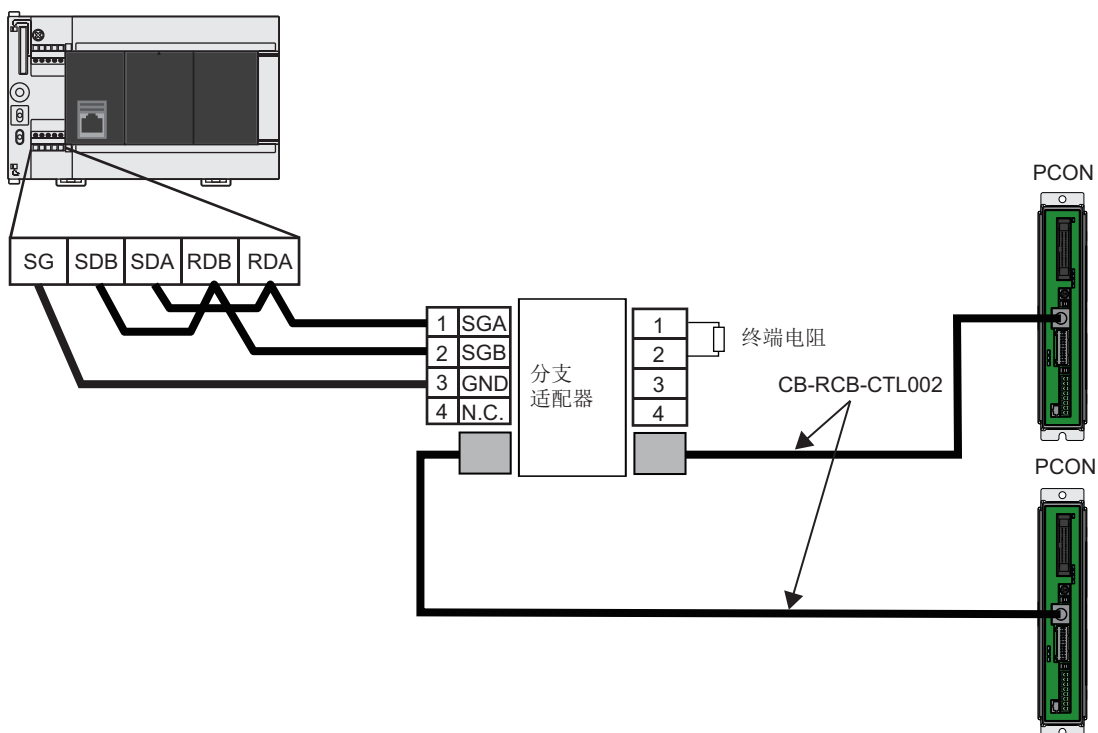 PCON
SG SDB SDA RDB RDA
1 SGA
2 SGB
3 GND
4 N.C.
分支
适配器
1
2
3
4
终端电阻
CB-RCB-CTL002
PCON